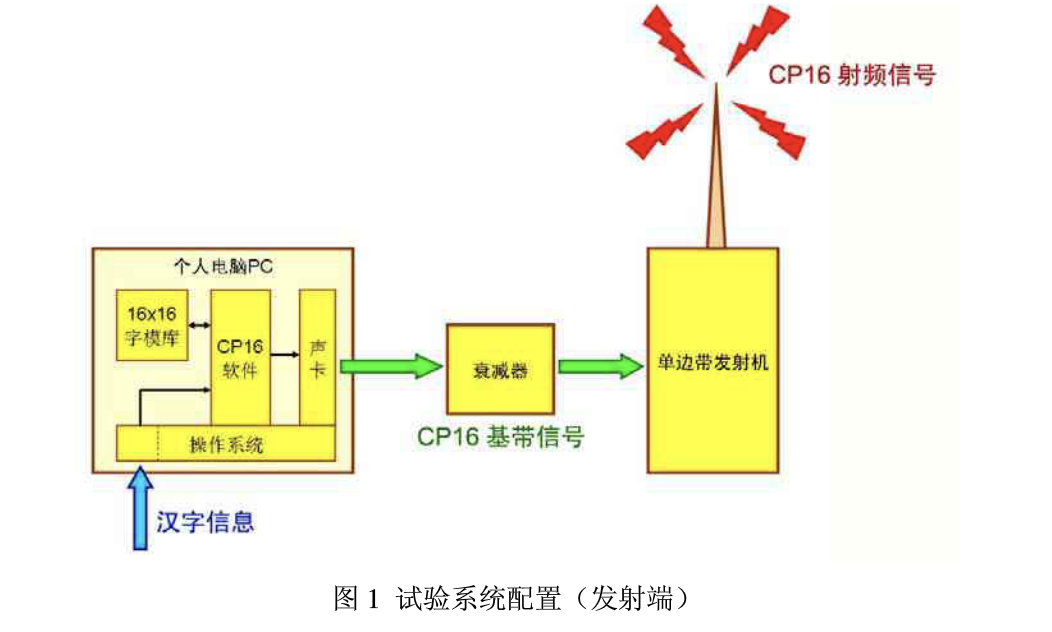 CP16 射频信号
个人电脑PC
16x16
字模库
CP16
软件
声
卡
操作系统
汉字信息
衰减器
CP16 基带信号
单边带发射机
图 1 试验系统配置（发射端）